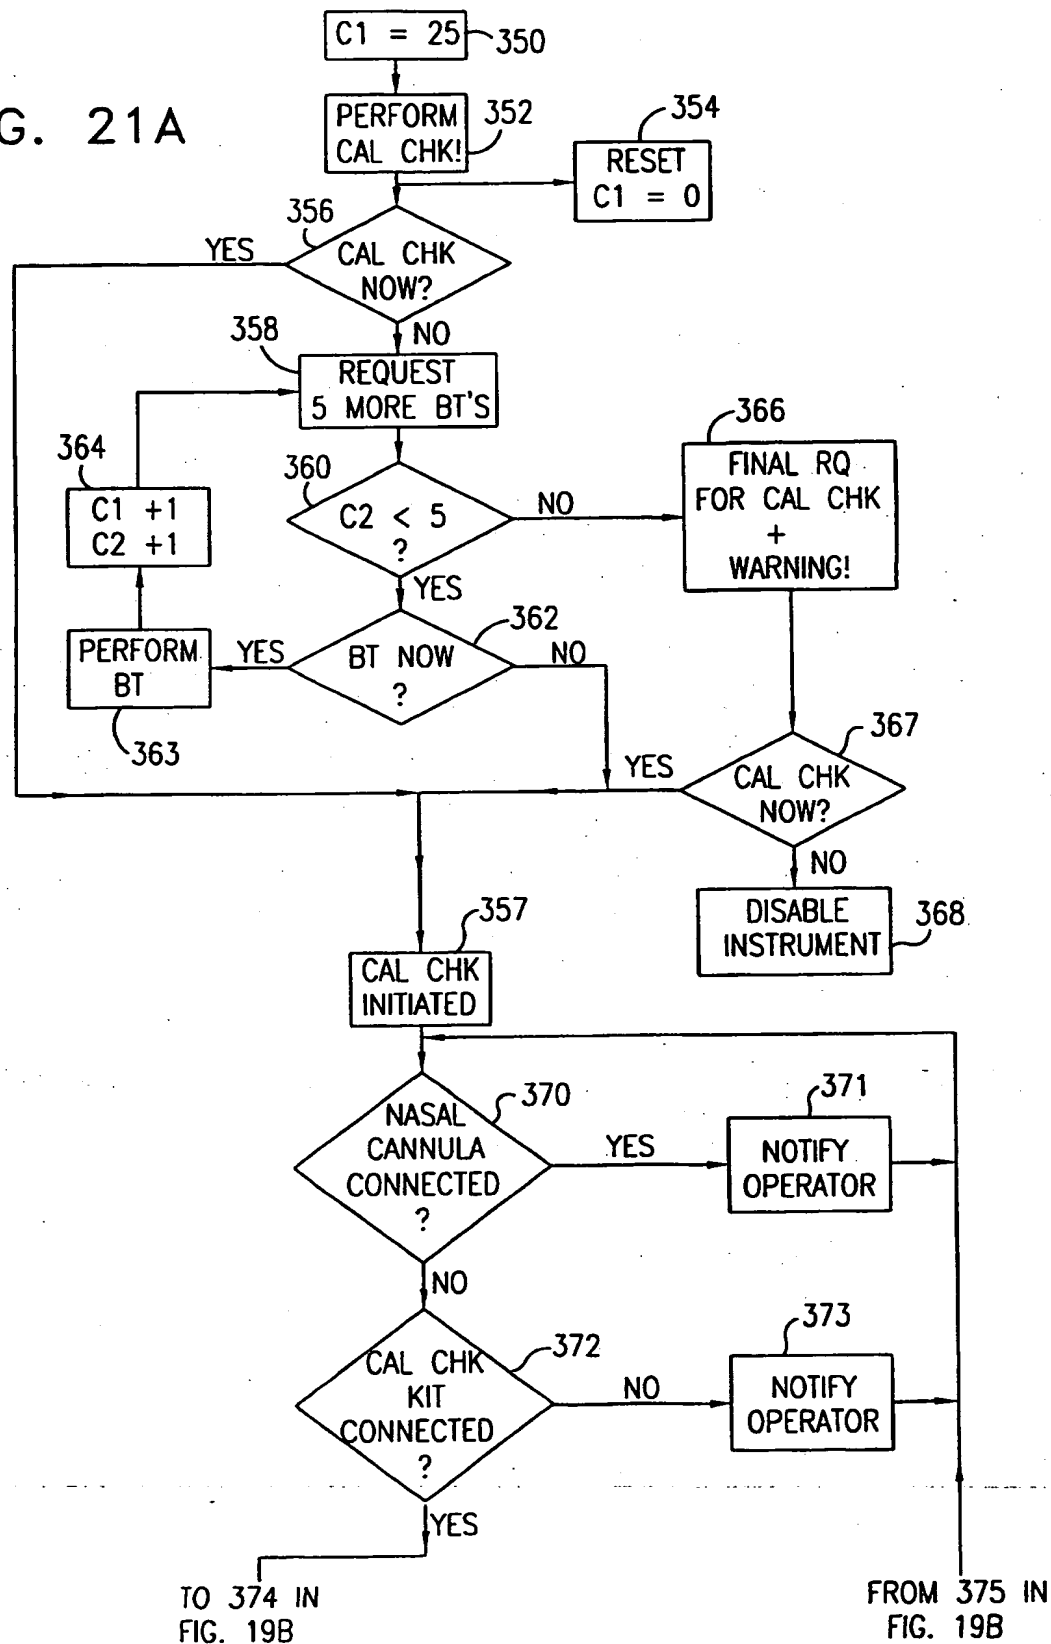 G. 21A
C1 = 25
350
PERFORM
CAL CHK!
352
354
RESET
C1 = 0
356
YES
CAL CHK
NOW?
NO
358
REQUEST
5 MORE BT'S
364
C1 +1
C2 +1
360
C2 < 5
?
NO
366
FINAL RQ
FOR CAL CHK
+
WARNING!
YES
362
BT NOW
?
YES
NO
PERFORM
BT
363
367
YES
CAL CHK
NOW?
NO
DISABLE
INSTRUMENT
368
357
CAL CHK
INITIATED
370
NASAL
CANNULA
CONNECTED
?
YES
371
NOTIFY
OPERATOR
NO
372
CAL CHK
KIT
CONNECTED
?
NO
373
NOTIFY
OPERATOR
YES
TO 374 IN
FIG. 19B
FROM 375 IN
FIG. 19B